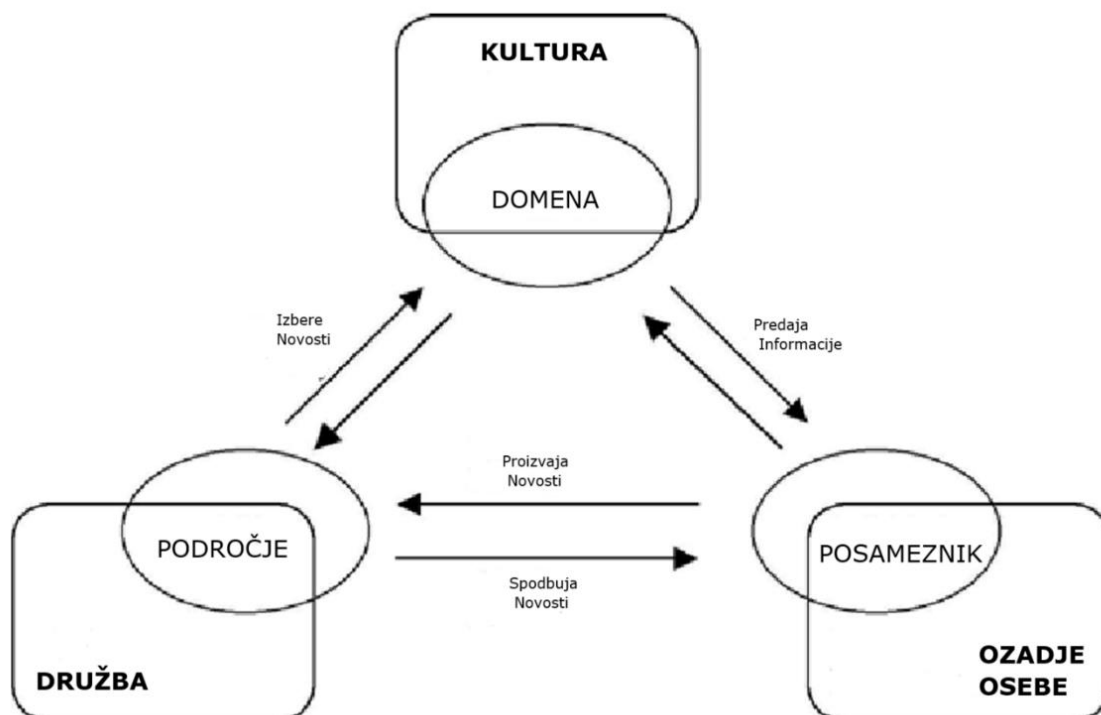 KULTURA
DOMENA
Izbere
Novosti
Predaja
Informacije
Proizvaja
Novosti
PODROČJE
POSAMEZNIK
Spodbuja
Novosti
DRUŽBA
OZADJE
OSEBE